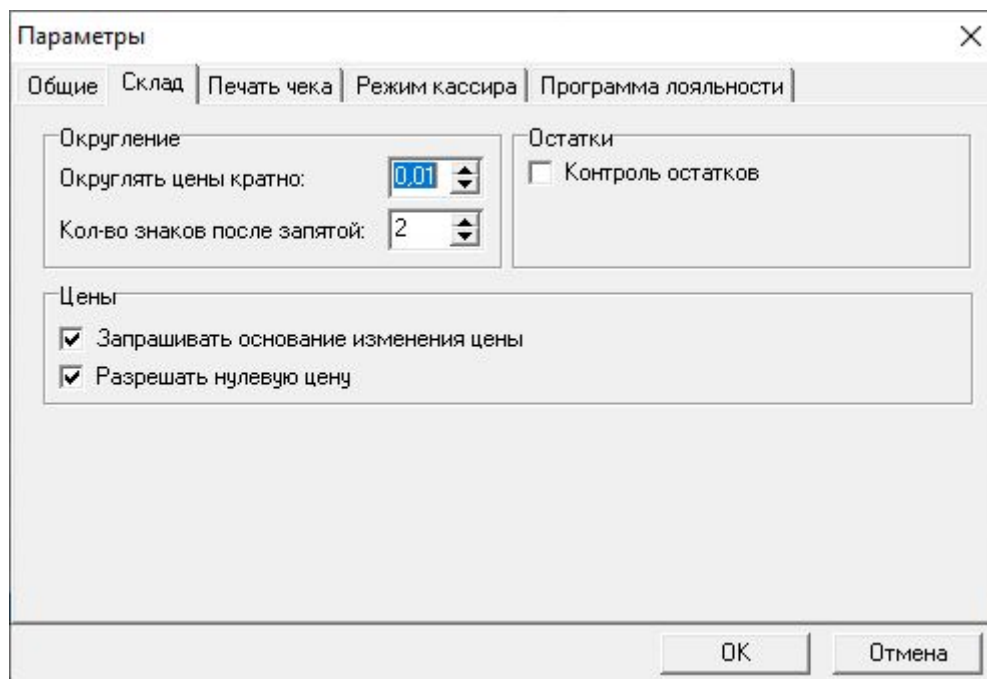 Параметры
Общие Склад Печать чека Режим кассира Программа лояльности
Округление
Округлять цены кратно: 0,01
Кол-во знаков после запятой: 2
Остатки
Контроль остатков
Цены
Запрашивать основание изменения цены
Разрешать нулевую цену
OK Отмена